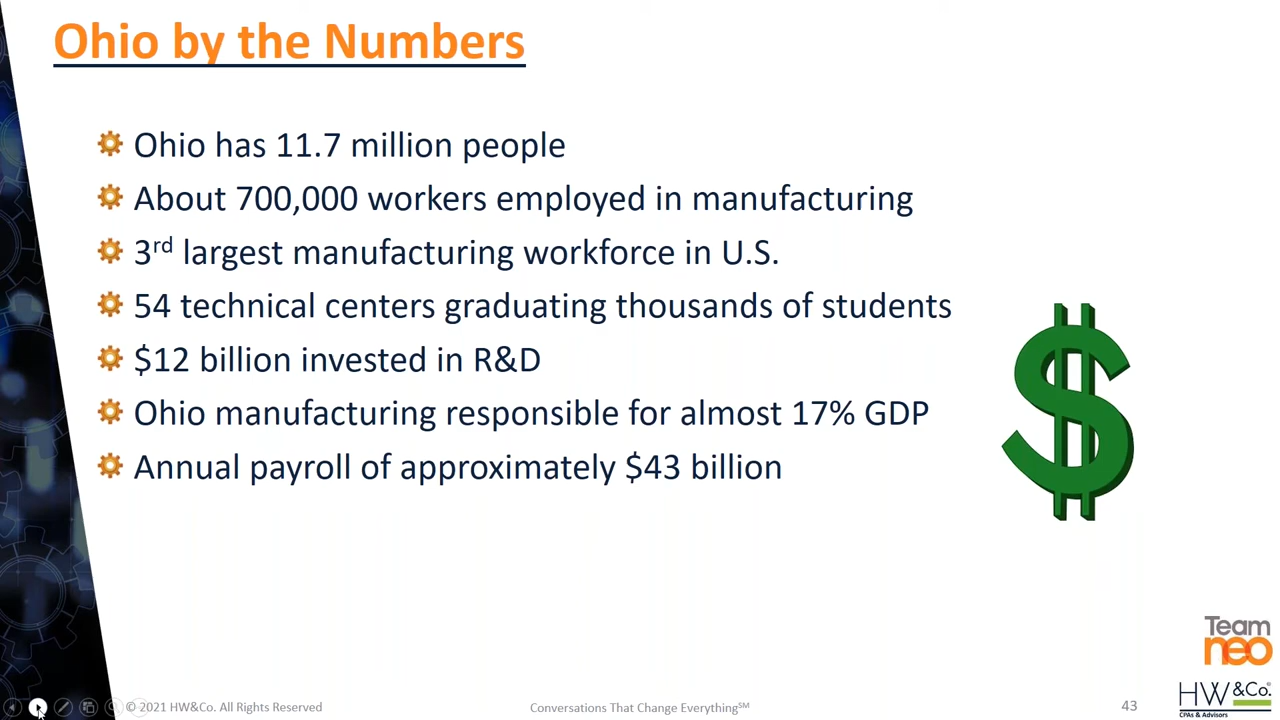 Ohio by the Numbers
Ohio has 11.7 million people
About 700,000 workers employed in manufacturing
3rd largest manufacturing workforce in U.S.
54 technical centers graduating thousands of students
$12 billion invested in R&D
Ohio manufacturing responsible for almost 17% GDP
Annual payroll of approximately $43 billion
$
Team
neo
HW&Co.®
CPAs & Advisors
© 2021 HW&Co. All Rights Reserved
Conversations That Change Everything℠
43